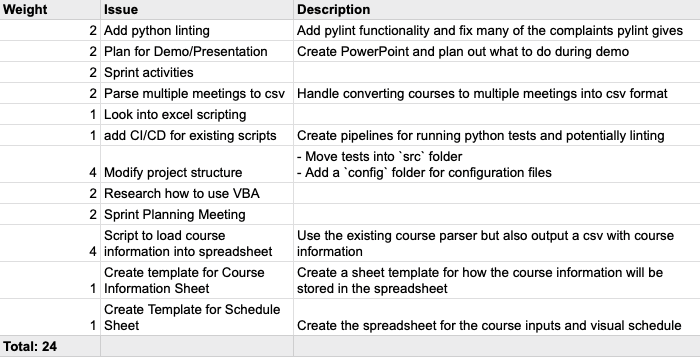 Weight Issue Description
2 Add python linting Add pylint functionality and fix many of the complaints pylint gives
2 Plan for Demo/Presentation Create PowerPoint and plan out what to do during demo
2 Sprint activities
2 Parse multiple meetings to csv Handle converting courses to multiple meetings into csv format
1 Look into excel scripting
1 add CI/CD for existing scripts Create pipelines for running python tests and potentially linting
- Move tests into `src` folder
4 Modify project structure - Add a `config` folder for configuration files
2 Research how to use VBA
2 Sprint Planning Meeting
Script to load course Use the existing course parser but also output a csv with course
4 information into spreadsheet information
Create template for Course Create a sheet template for how the course information will be
1 Information Sheet stored in the spreadsheet
Create Template for Schedule
1 Sheet Create the spreadsheet for the course inputs and visual schedule
Total: 24